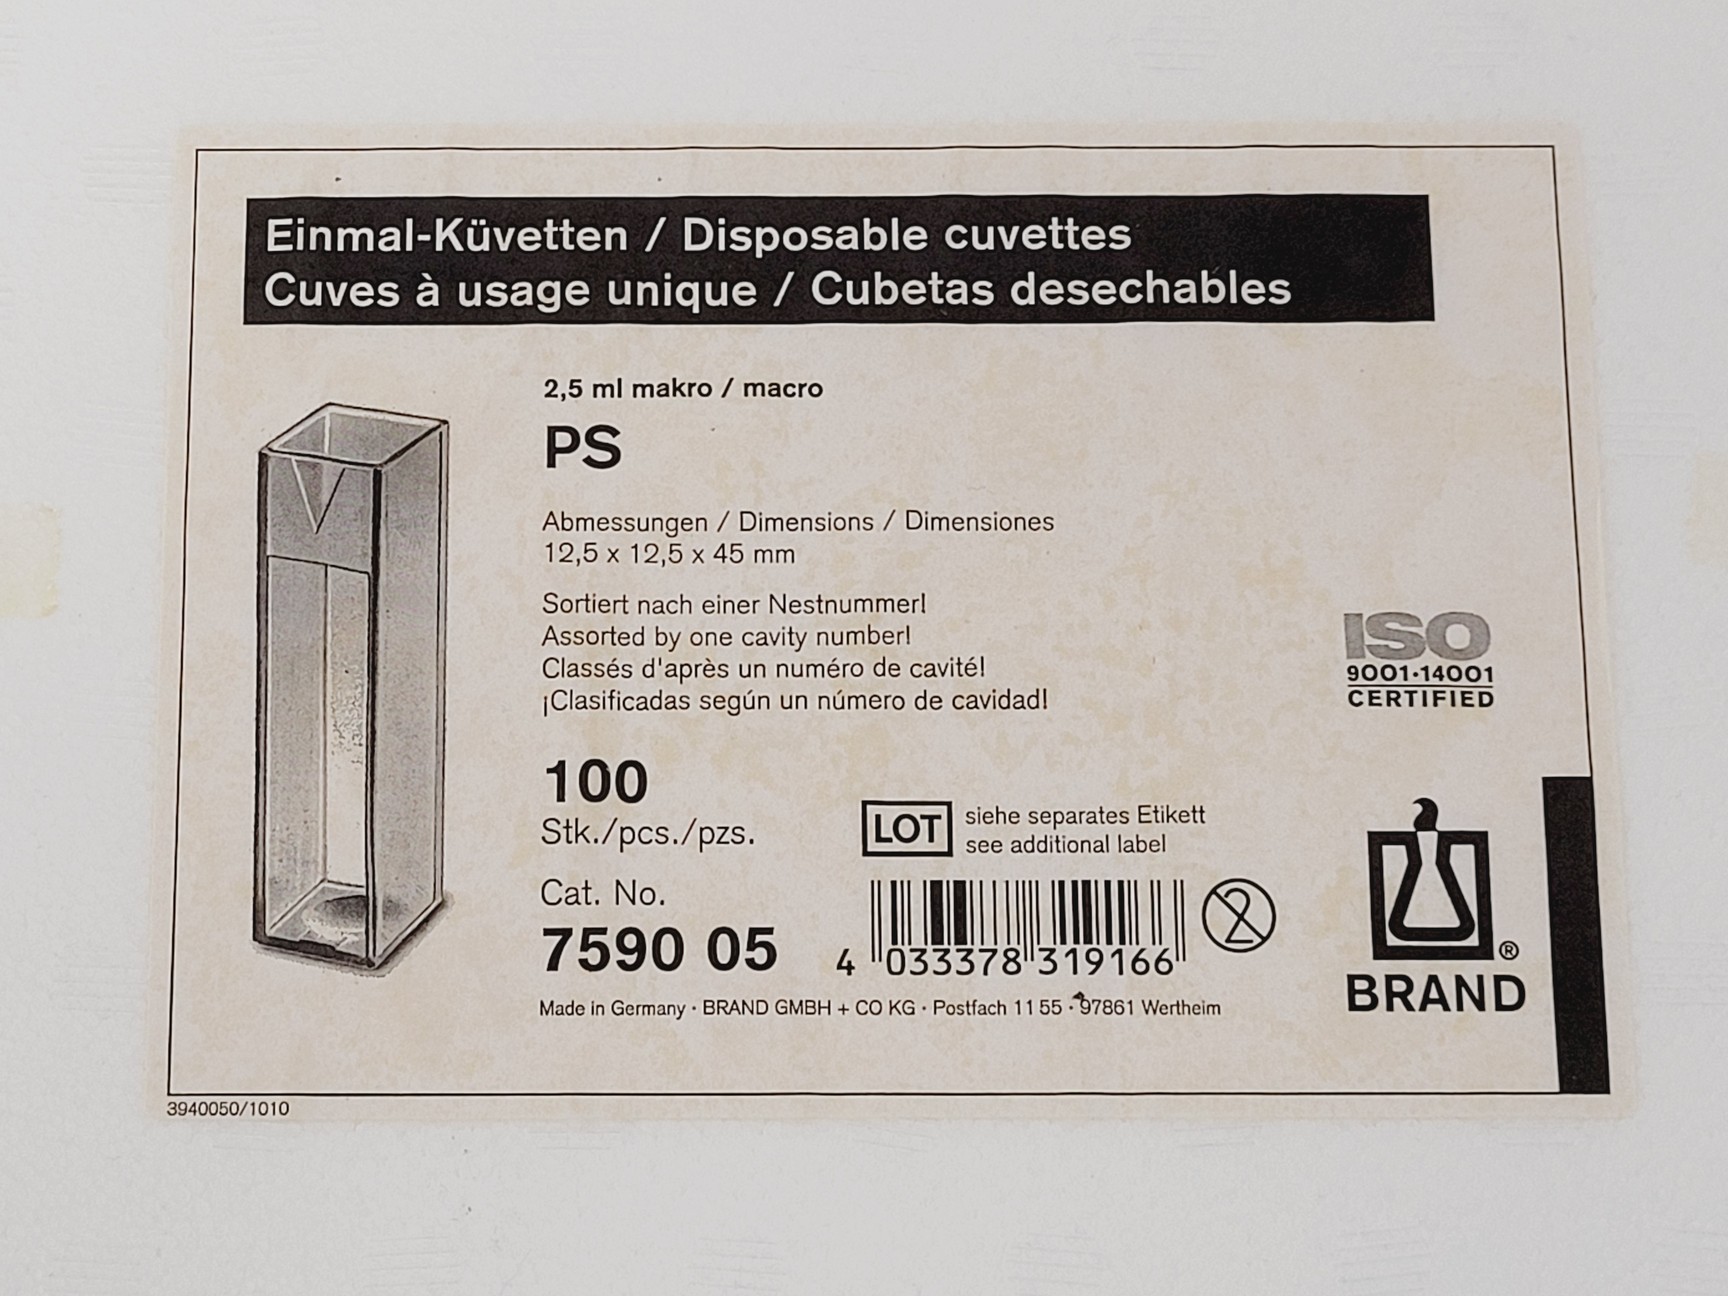 Einmal-Küvetten / Disposable cuvettes
Cuves à usage unique / Cubetas desechables
2,5 ml makro / macro
PS
Abmessungen / Dimensions / Dimensiones
12,5 x 12,5 x 45 mm
Sortiert nach einer Nestnummer!
Assorted by one cavity number!
Classés d'après un numéro de cavité!
¡Clasificadas según un número de cavidad!
ISO
9001·14001
CERTIFIED
100
Stk./pcs./pzs.
LOT siehe separates Etikett
see additional label
Cat. No.
7590 05
4 033378 319166
2
®
BRAND
Made in Germany · BRAND GMBH + CO KG · Postfach 11 55 · 97861 Wertheim
3940050/1010